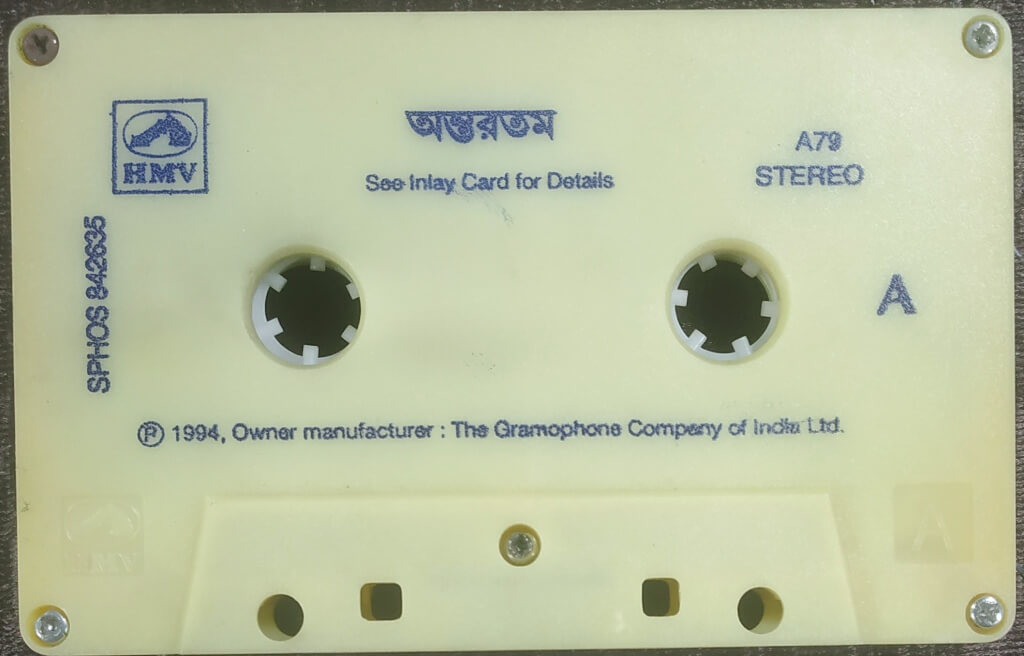 HMV
অন্তরতম
See Inlay Card for Details
A79
STEREO
SPHOS 842635
A
Ⓟ 1994, Owner manufacturer : The Gramophone Company of India Ltd.
HMV
A